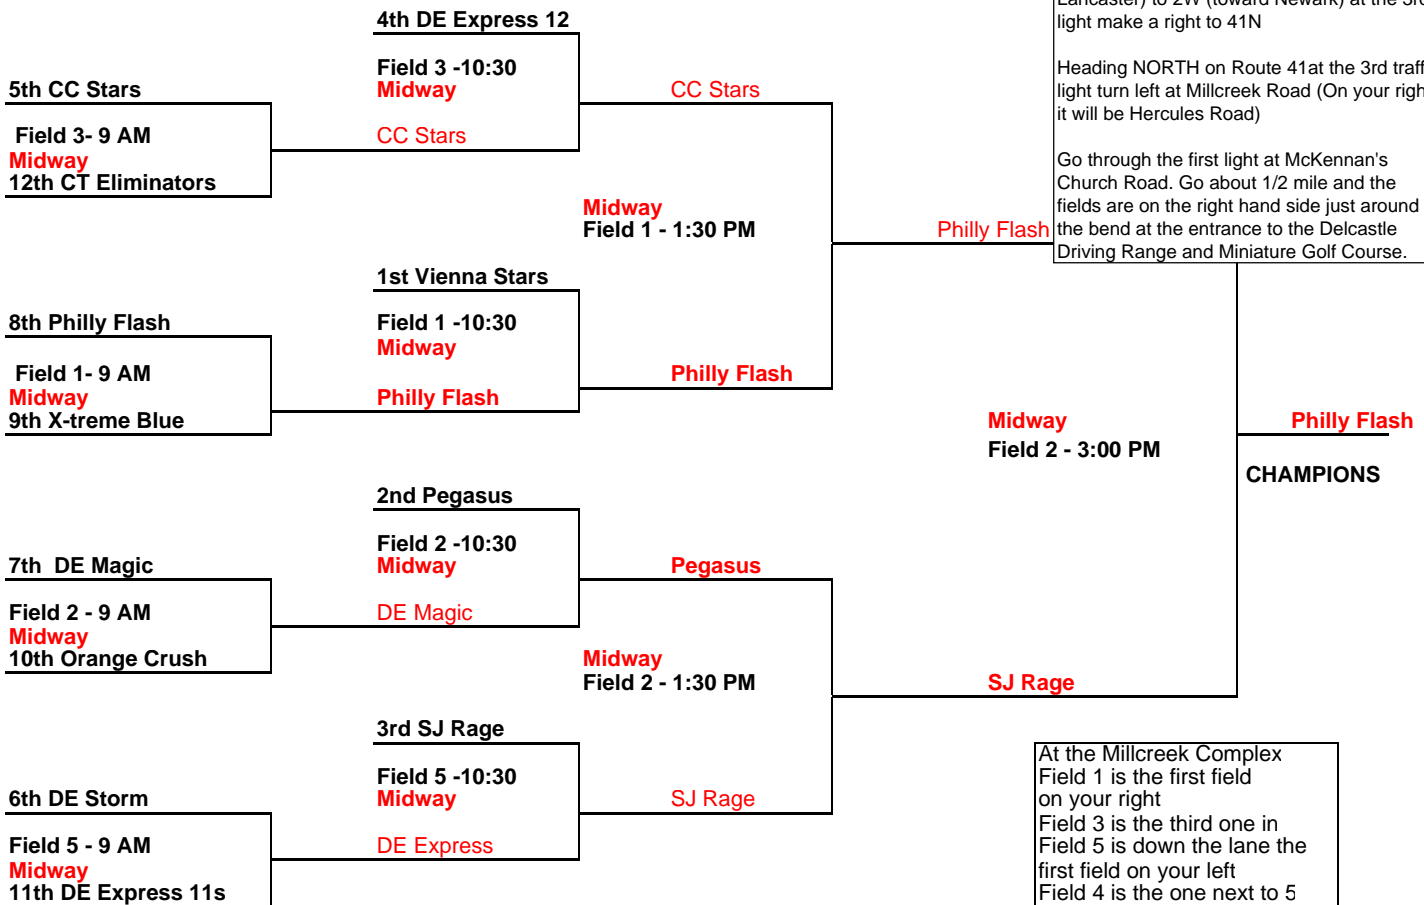 Lancaster) to 2W (toward Newark) at the 3rd
light make a right to 41N
Heading NORTH on Route 41at the 3rd traff
light turn left at Millcreek Road (On your righ
it will be Hercules Road)
Go through the first light at McKennan's
Church Road. Go about 1/2 mile and the
fields are on the right hand side just around
the bend at the entrance to the Delcastle
Driving Range and Miniature Golf Course.
4th DE Express 12
Field 3 -10:30
Midway
5th CC Stars
CC Stars
Field 3- 9 AM
CC Stars
Midway
12th CT Eliminators
Midway
Field 1 - 1:30 PM
Philly Flash
1st Vienna Stars
8th Philly Flash
Field 1 -10:30
Midway
Field 1- 9 AM
Philly Flash
Midway
Philly Flash
9th X-treme Blue
Midway
Philly Flash
Field 2 - 3:00 PM
CHAMPIONS
2nd Pegasus
Field 2 -10:30
7th  DE Magic
Midway
Pegasus
Field 2 - 9 AM
DE Magic
Midway
10th Orange Crush
Midway
Field 2 - 1:30 PM
SJ Rage
3rd SJ Rage
Field 5 -10:30
6th DE Storm
Midway
SJ Rage
Field 5 - 9 AM
DE Express
Midway
11th DE Express 11s
At the Millcreek Complex
Field 1 is the first field
on your right
Field 3 is the third one in
Field 5 is down the lane the
first field on your left
Field 4 is the one next to 5